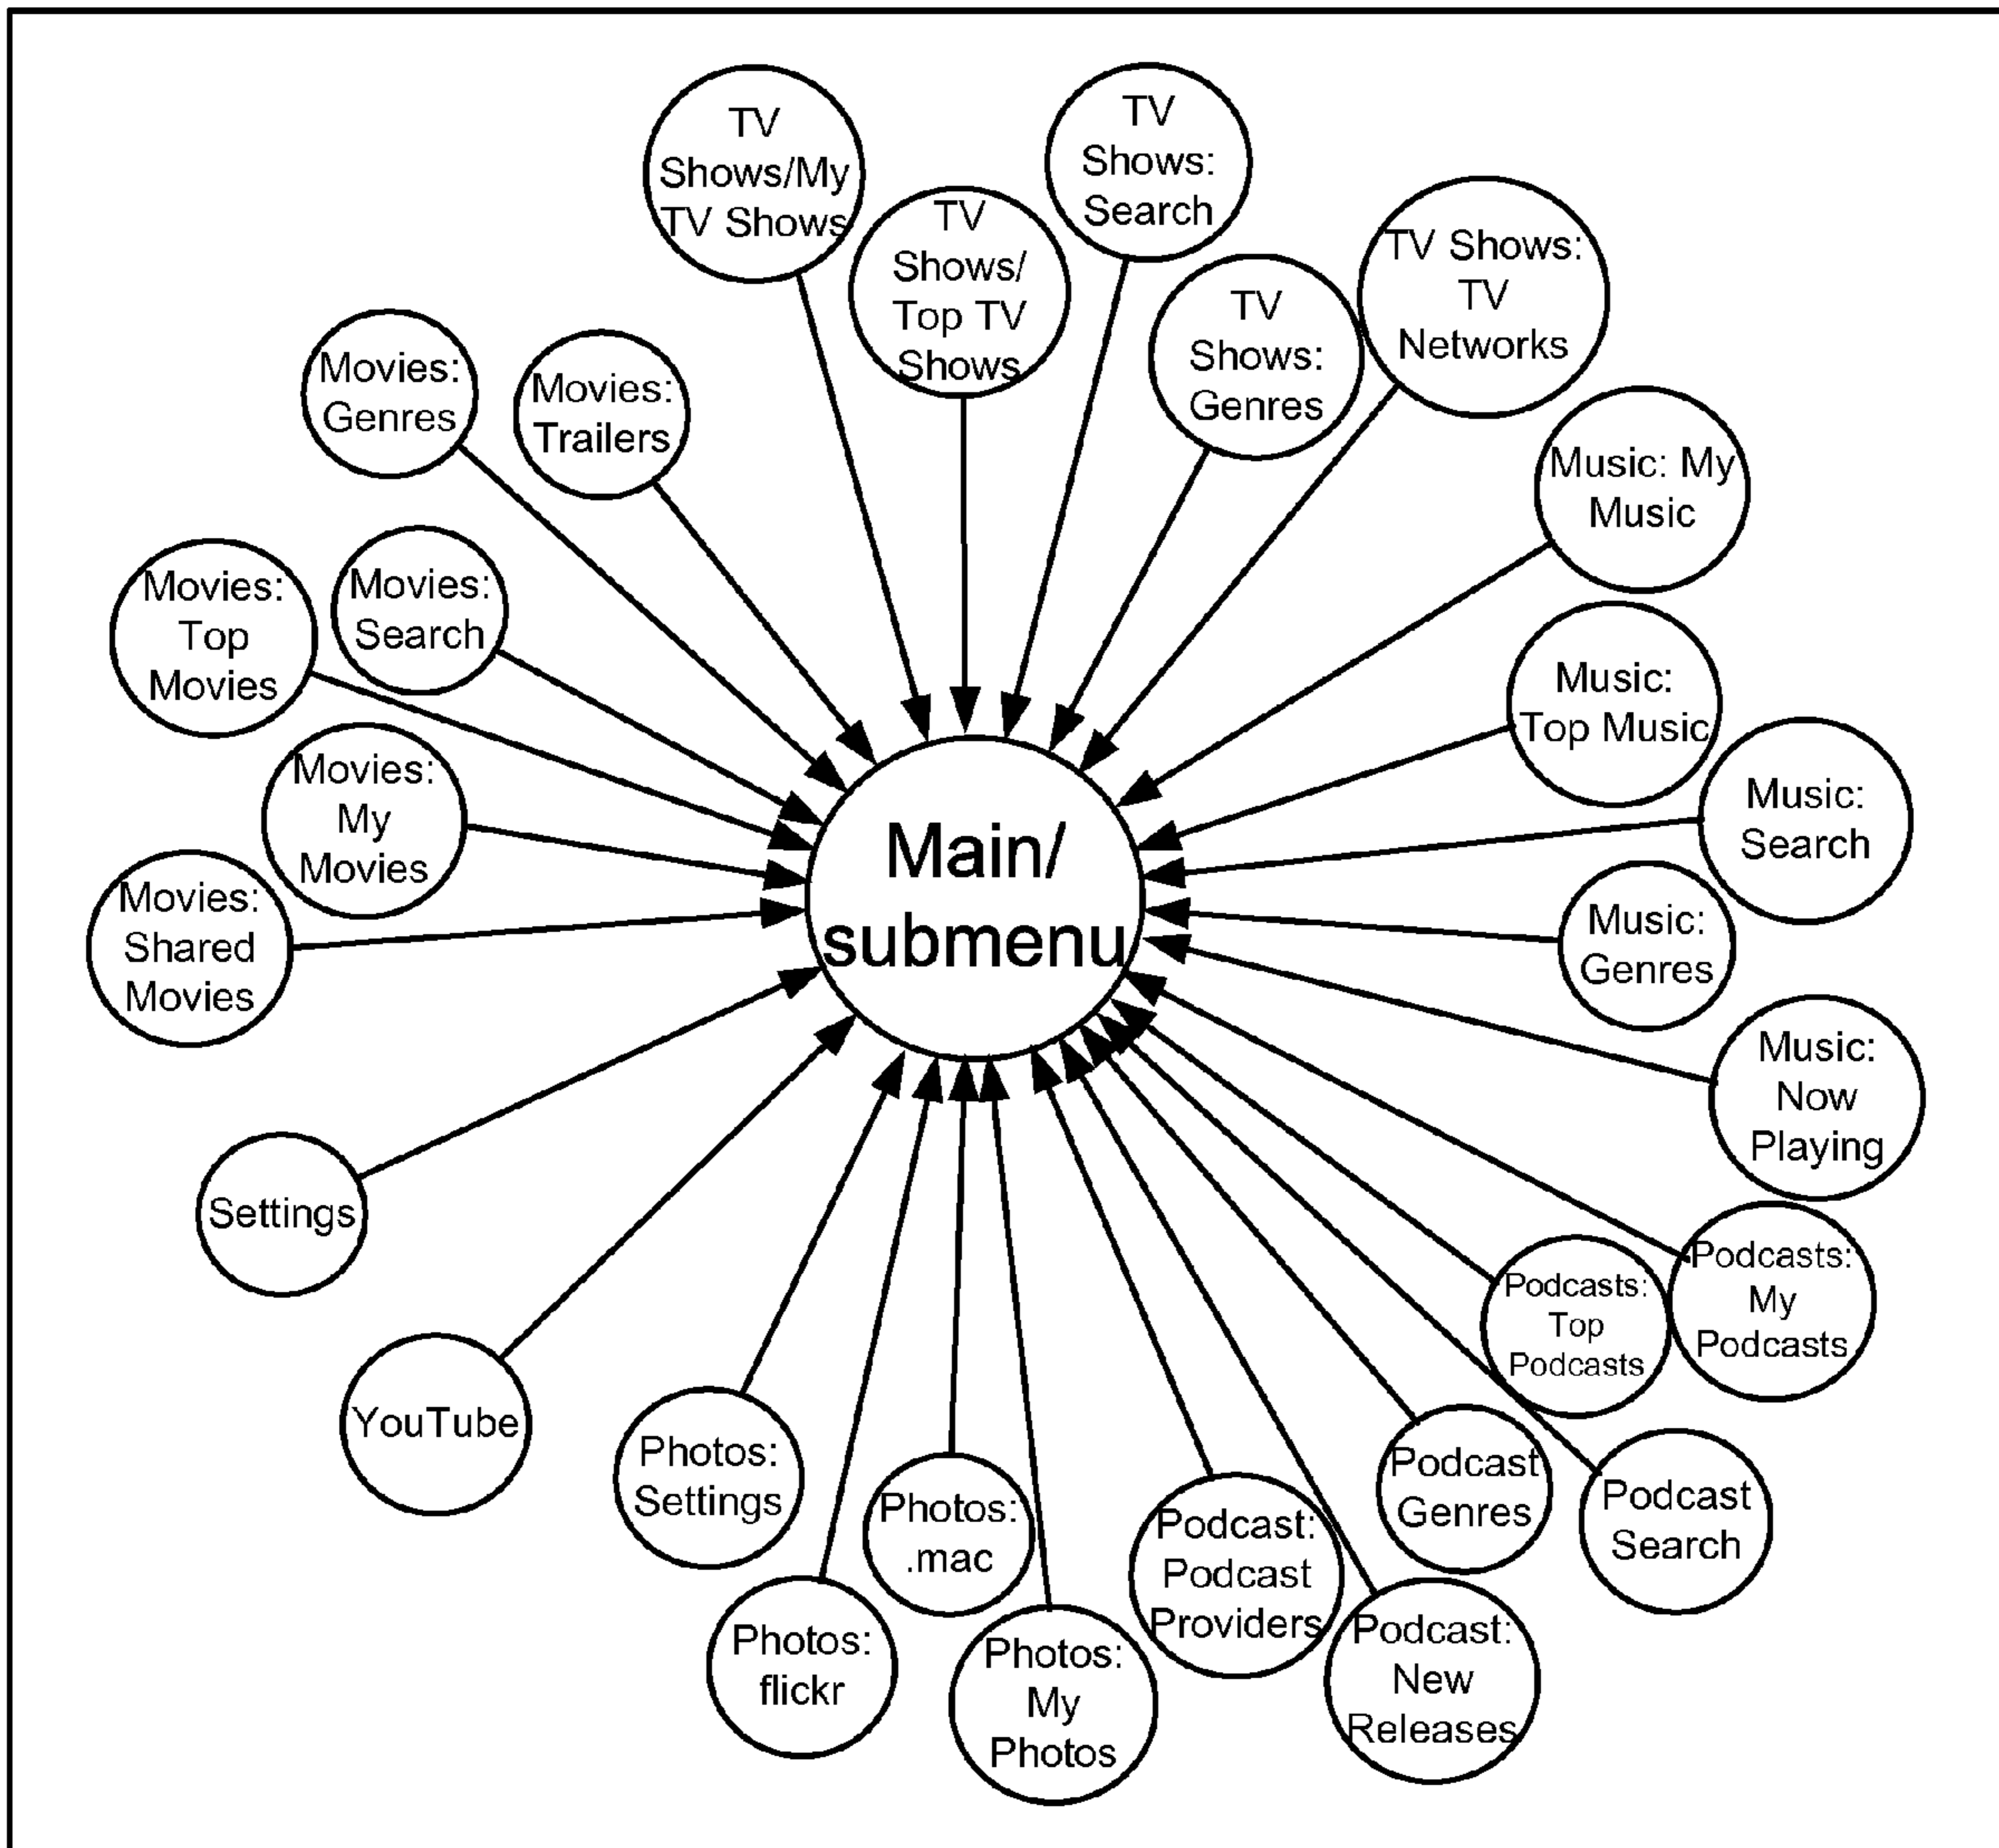 TV
Shows/My
TV Shows
TV
Shows/
Top TV
Shows
TV
Shows:
Search
TV
Shows:
Genres
TV Shows:
TV
Networks
Movies:
Genres
Movies:
Trailers
Movies:
Top
Movies
Movies:
Search
Movies:
My
Movies
Movies:
Shared
Movies
Music: My
Music
Music:
Top Music
Music:
Search
Music:
Genres
Music:
Now
Playing
Main/
submenu
Settings
YouTube
Photos:
Settings
Photos:
flickr
Photos:
.mac
Photos:
My
Photos
Podcast:
Podcast
Providers
Podcast:
New
Releases
Podcast
Genres
Podcast
Search
Podcasts:
Top
Podcasts
Podcasts:
My
Podcasts